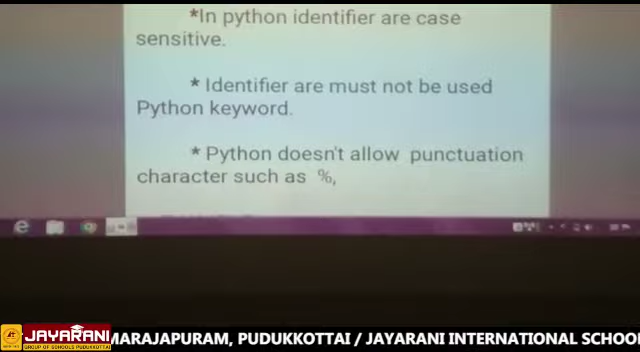 *In python identifier are case
sensitive.
* Identifier are must not be used
Python keyword.
* Python doesn't allow punctuation
character such as %,
JAYARANI
GROUP OF SCHOOLS PUDUKKOTTAI
MARAJAPURAM, PUDUKKOTTAI / JAYARANI INTERNATIONAL SCHOO